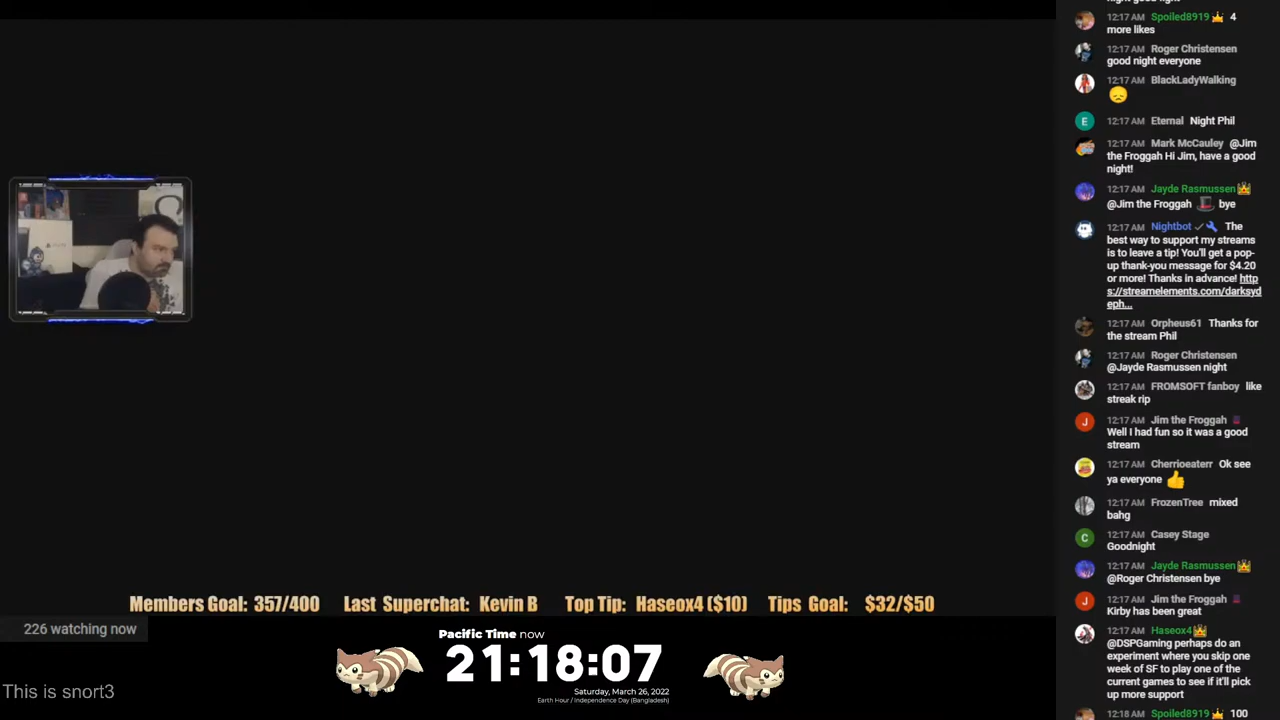 12:17 AM Spoiled8919 4
more likes
12:17 AM Roger Christensen
good night everyone
12:17 AM BlackLadyWalking
E 12:17 AM Eternal Night Phil
12:17 AM Mark McCauley @Jim
the Froggah Hi Jim, have a good
night!
12:17 AM Jayde Rasmussen
@Jim the Froggah bye
12:17 AM Nightbot The
best way to support my streams
is to leave a tip! You'll get a pop-
up thank-you message for $4.20
or more! Thanks in advance! http
s://streamelements.com/darksyd
eph...
12:17 AM Orpheus61 Thanks for
the stream Phil
12:17 AM Roger Christensen
@Jayde Rasmussen night
12:17 AM FROMSOFT fanboy like
streak rip
J 12:17 AM Jim the Froggah
Well I had fun so it was a good
stream
12:17 AM Cherrioeaterr Ok see
ya everyone
12:17 AM FrozenTree mixed
bahg
C 12:17 AM Casey Stage
Goodnight
12:17 AM Jayde Rasmussen
@Roger Christensen bye
J 12:17 AM Jim the Froggah
Kirby has been great
12:17 AM Haseox4
@DSPGaming perhaps do an
experiment where you skip one
week of SF to play one of the
current games to see if it'll pick
up more support
12:18 AM Spoiled8919 100
Members Goal: 357/400 Last Superchat: Kevin B Top Tip: Haseox4 ($10) Tips Goal: $32/$50
226 watching now
Pacific Time now
21:18:07
Saturday, March 26, 2022
Earth Hour / Independence Day (Bangladesh)
This is snort3